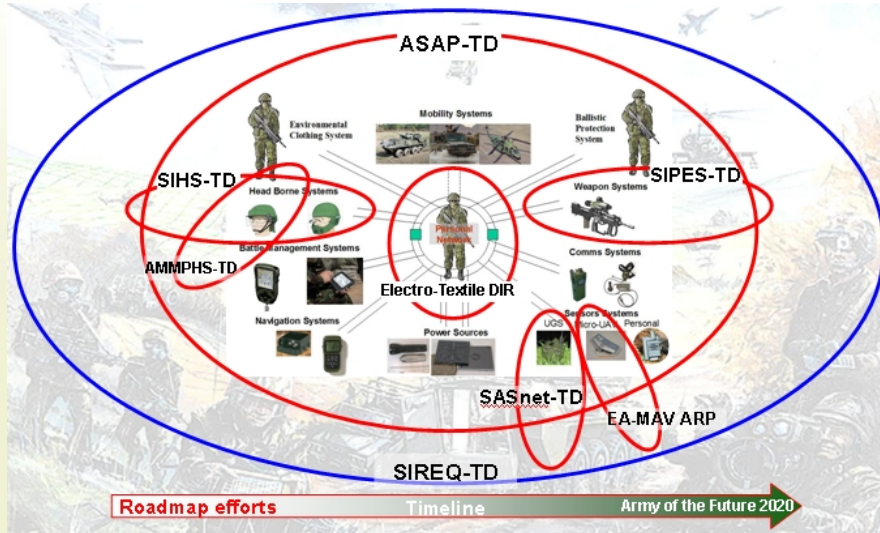 ASAP-TD
Mobility Systems
Environmental
Clothing System
Ballistic
Protection
System
SIHS-TD
Head Borne Systems
SIPES-TD
Weapon Systems
Personal
Network
Battle Management Systems
AMMPHS-TD
Comms Systems
Electro-Textile DIR
Navigation Systems
Sensors Systems
UGS Micro-UAV Personal
Power Sources
SASnet-TD
EA-MAV ARP
SIREQ-TD
Roadmap efforts Timeline Army of the Future 2020